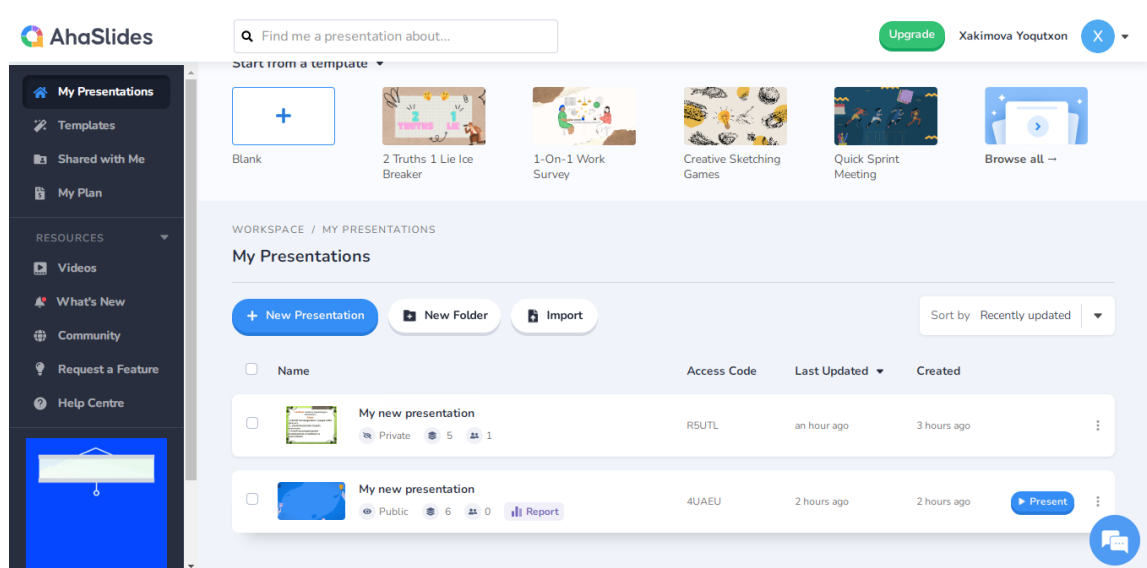 AhaSlides
Find me a presentation about...
Upgrade
Xakimova Yoqutxon
X
My Presentations
Templates
Shared with Me
My Plan
RESOURCES
Videos
What's New
Community
Request a Feature
Help Centre
Start from a template
Blank
2 TRUTHS 1 LIE
2 Truths 1 Lie Ice
Breaker
1-On-1 Work
Survey
Creative Sketching
Games
Quick Sprint
Meeting
Browse all →
WORKSPACE / MY PRESENTATIONS
My Presentations
+ New Presentation
New Folder
Import
Sort by Recently updated
Name
Access Code
Last Updated
Created
My new presentation
Private 5 1
R5UTL
an hour ago
3 hours ago
My new presentation
Public 6 0 Report
4UAEU
2 hours ago
2 hours ago
Present